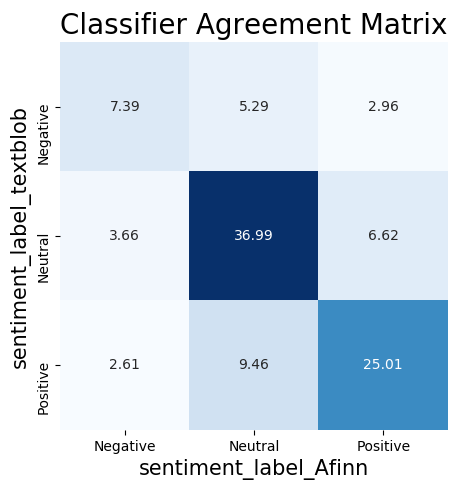 Classifier Agreement Matrix
sentiment_label_textblob
Negative
7.39 5.29 2.96
Neutral
3.66 36.99 6.62
Positive
2.61 9.46 25.01
Negative Neutral Positive
sentiment_label_Afinn